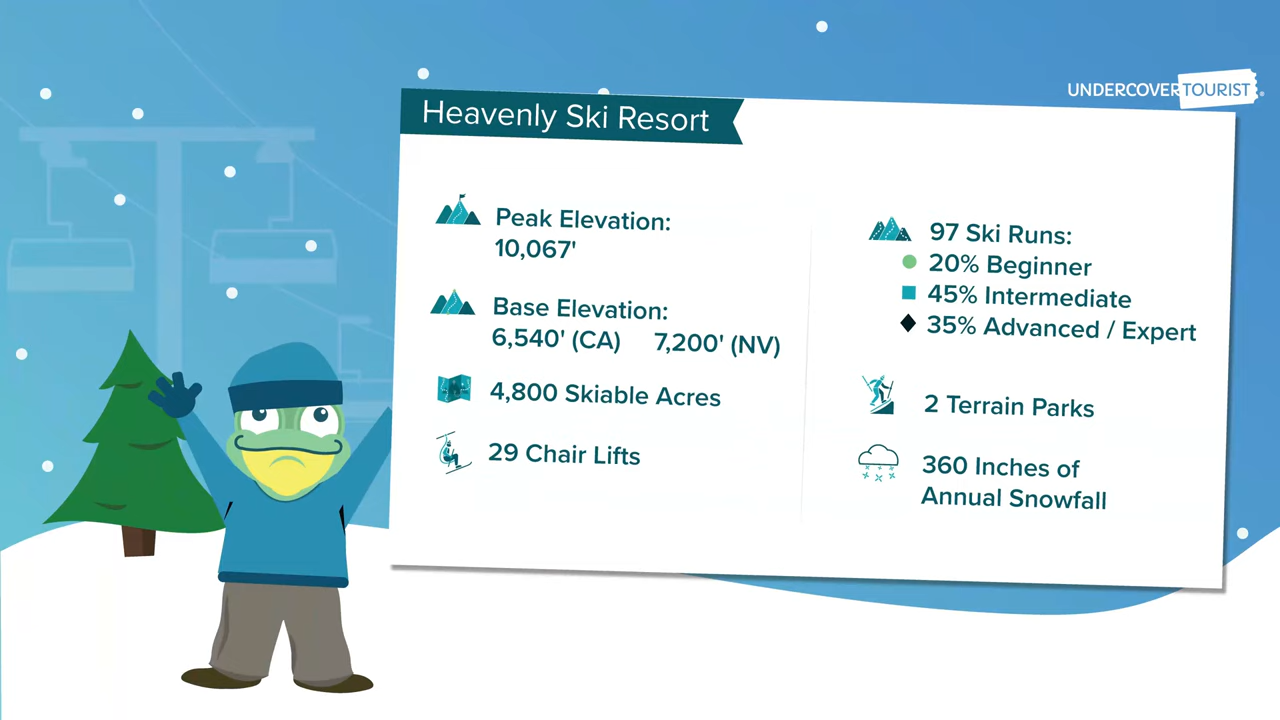 UNDERCOVER TOURIST
Heavenly Ski Resort
Peak Elevation:
10,067'
Base Elevation:
6,540' (CA) 7,200' (NV)
4,800 Skiable Acres
29 Chair Lifts
97 Ski Runs:
20% Beginner
45% Intermediate
35% Advanced / Expert
2 Terrain Parks
360 Inches of
Annual Snowfall